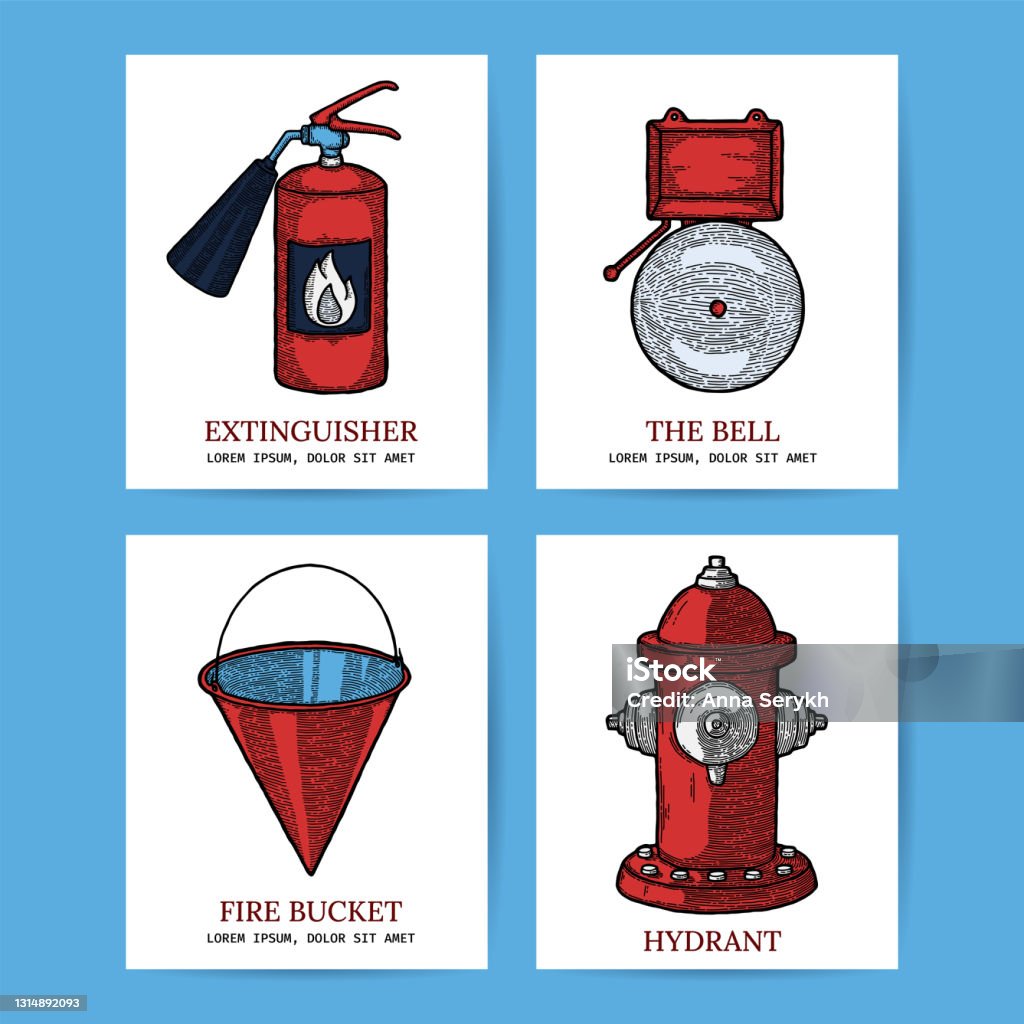 EXTINGUISHER
LOREM IPSUM, DOLOR SIT AMET
THE BELL
LOREM IPSUM, DOLOR SIT AMET
FIRE BUCKET
LOREM IPSUM, DOLOR SIT AMET
iStock™
Credit: Anna Serykh
HYDRANT
1314892093